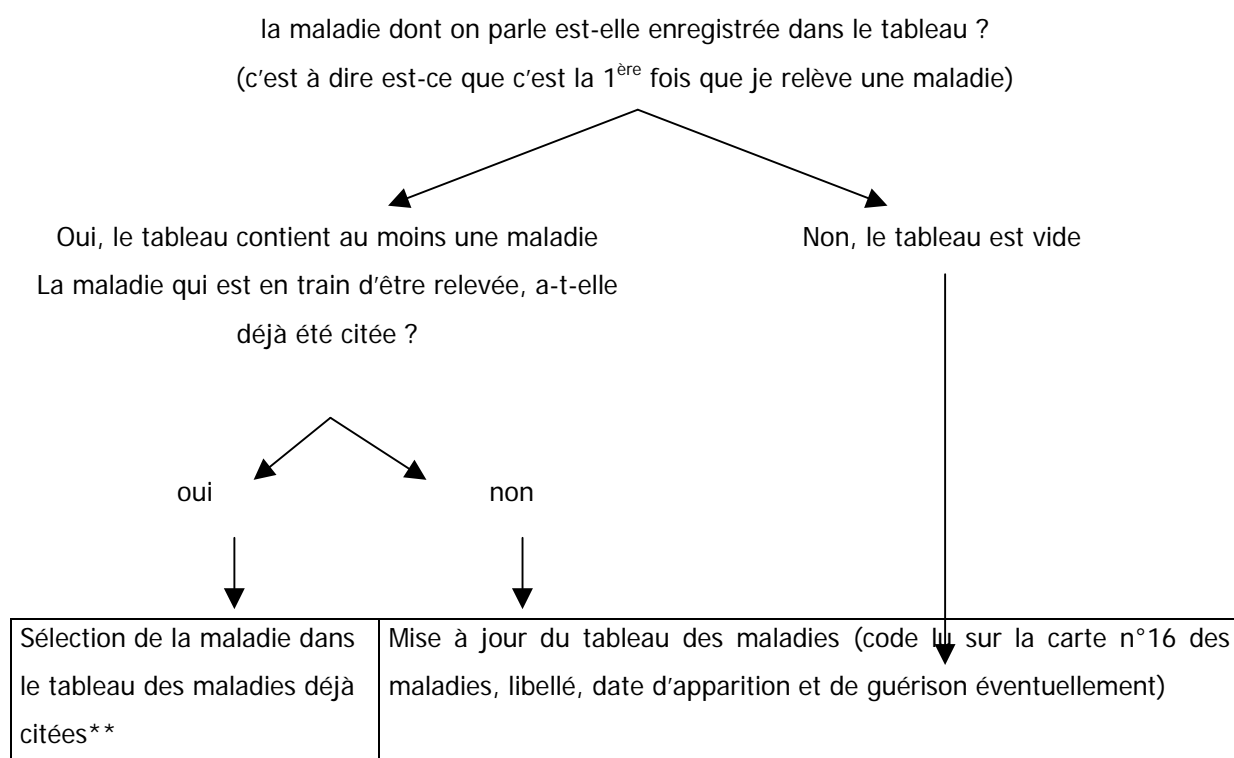 la maladie dont on parle est-elle enregistrée dans le tableau ?
(c'est à dire est-ce que c'est la 1ère fois que je relève une maladie)
Oui, le tableau contient au moins une maladie
Non, le tableau est vide
La maladie qui est en train d'être relevée, a-t-elle
déjà été citée ?
oui
non
Sélection de la maladie dans
le tableau des maladies déjà
citées**
Mise à jour du tableau des maladies (code lu sur la carte n°16 des
maladies, libellé, date d'apparition et de guérison éventuellement)